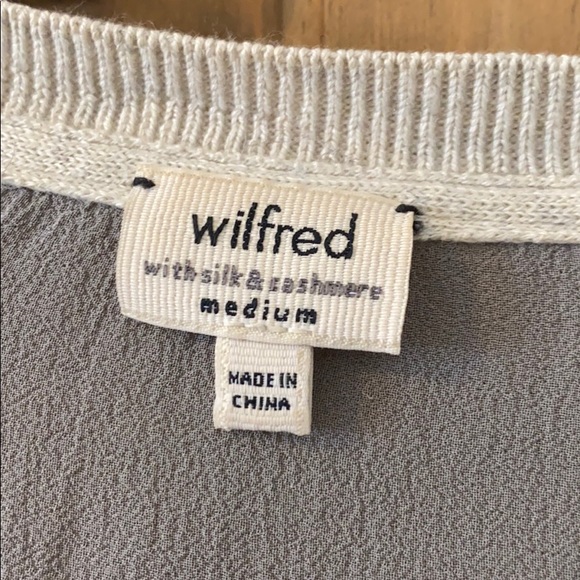 wilfred
with silk & cashmere
medium
MADE IN
CHINA